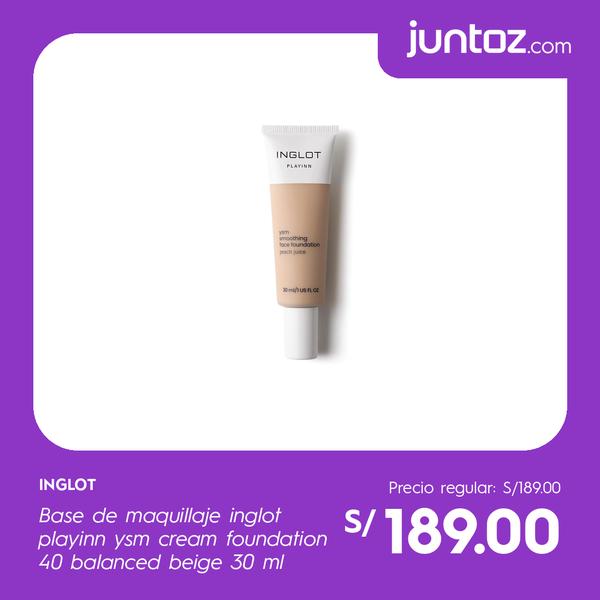 juntoz.com
INGLOT
PLAYINN
ysm
smoothing
face foundation
peach juice
30 ml/1 US FL OZ
INGLOT
Base de maquillaje inglot
playinn ysm cream foundation
40 balanced beige 30 ml
Precio regular: S/189.00
S/ 189.00